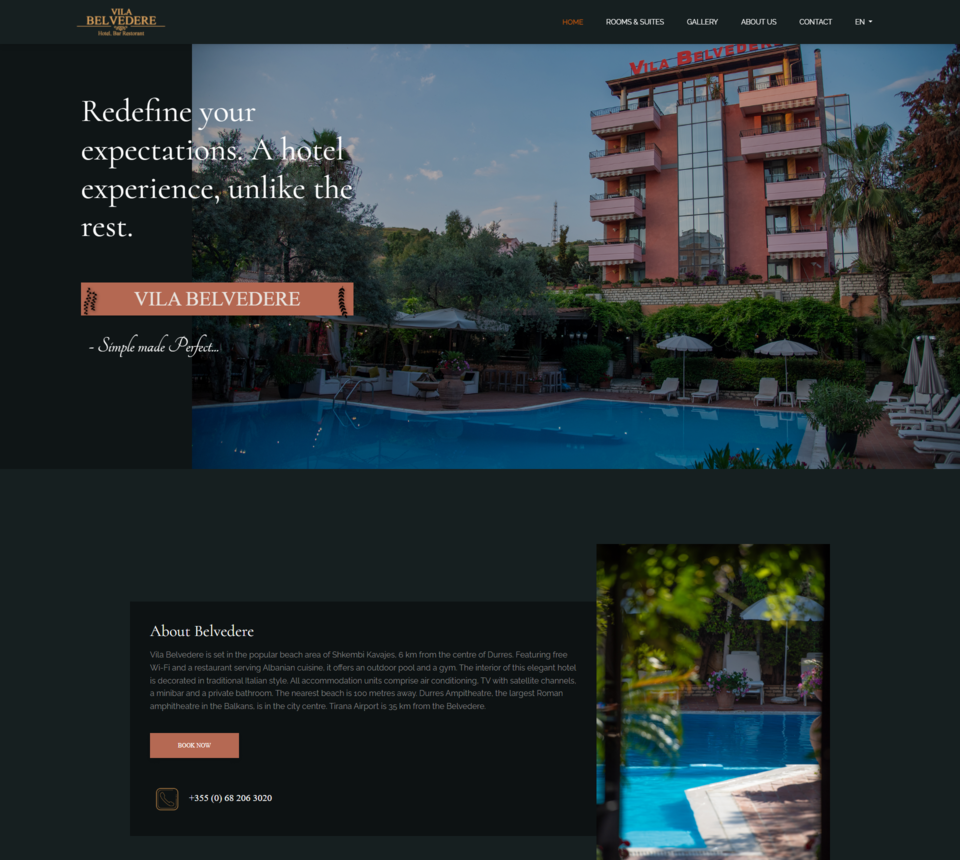 VILA
BELVEDERE
Hotel, Bar Restorant
HOME
ROOMS & SUITES
GALLERY
ABOUT US
CONTACT
EN
VILA BELVEDERE
Redefine your
expectations. A hotel
experience, unlike the
rest.
VILA BELVEDERE
- Simple made Perfect...
About Belvedere
Vila Belvedere is set in the popular beach area of Shkembi Kavajes, 6 km from the centre of Durres. Featuring free
Wi-Fi and a restaurant serving Albanian cuisine, it offers an outdoor pool and a gym. The interior of this elegant hotel
is decorated in traditional Italian style. All accommodation units comprise air conditioning, TV with satellite channels,
a minibar and a private bathroom. The nearest beach is 100 metres away. Durres Ampitheatre, the largest Roman
amphitheatre in the Balkans, is in the city centre. Tirana Airport is 35 km from the Belvedere.
BOOK NOW
+355 (0) 68 206 3020